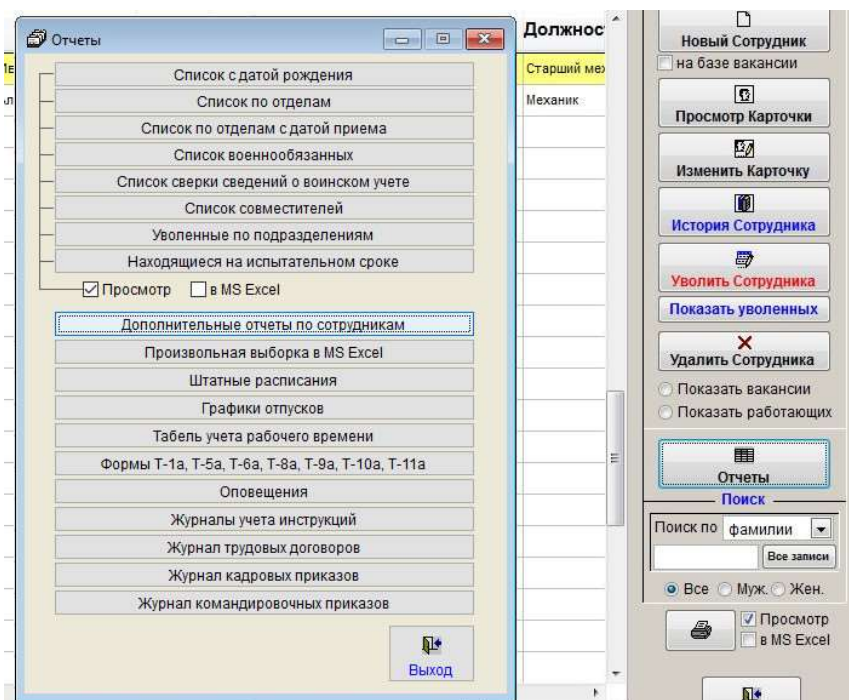 Отчеты
Список с датой рождения
Список по отделам
Список по отделам с датой приема
Список военнообязанных
Список сверки сведений о воинском учете
Список совместителей
Уволенные по подразделениям
Находящиеся на испытательном сроке
Просмотр
в MS Excel
Дополнительные отчеты по сотрудникам
Произвольная выборка в MS Excel
Штатные расписания
Графики отпусков
Табель учета рабочего времени
Формы Т-1а, Т-5а, Т-6а, Т-8а, Т-9а, Т-10а, Т-11а
Оповещения
Журналы учета инструкций
Журнал трудовых договоров
Журнал кадровых приказов
Журнал командировочных приказов
Выход
Должнос
Старший мех
Механик
Новый Сотрудник
на базе вакансии
Просмотр Карточки
Изменить Карточку
История Сотрудника
Уволить Сотрудника
Показать уволенных
Удалить Сотрудника
Показать вакансии
Показать работающих
Отчеты
Поиск
Поиск по фамилии
Все записи
Все Муж. Жен.
Просмотр
в MS Excel